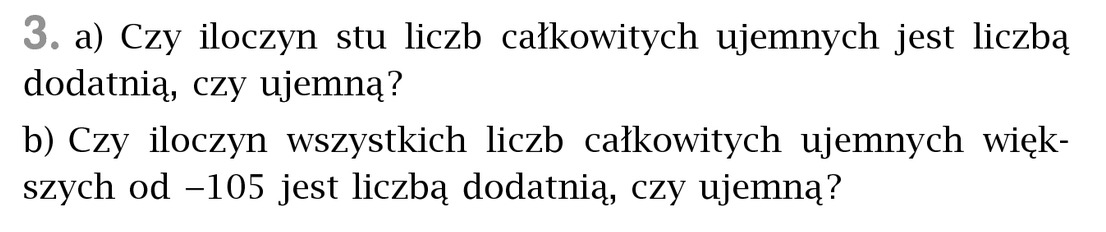 3. a) Czy iloczyn stu liczb całkowitych ujemnych jest liczbą
dodatnią, czy ujemną?
b) Czy iloczyn wszystkich liczb całkowitych ujemnych więk-
szych od –105 jest liczbą dodatnią, czy ujemną?